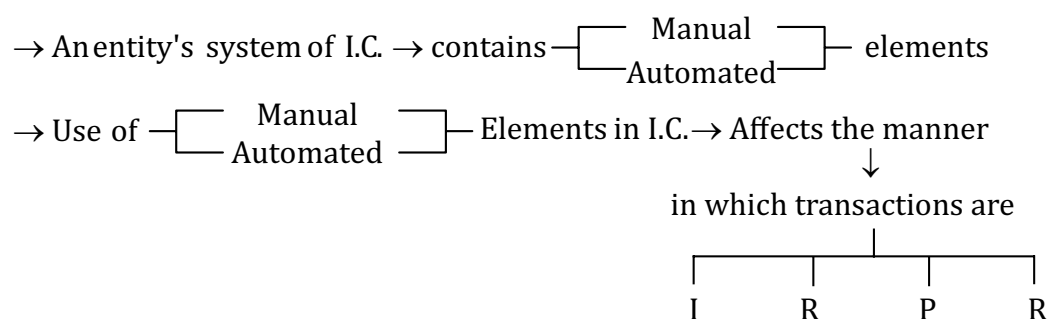 → An entity's system of I.C. → contains Manual Automated elements
→ Use of Manual Automated Elements in I.C. → Affects the manner
↓
in which transactions are
I R P R